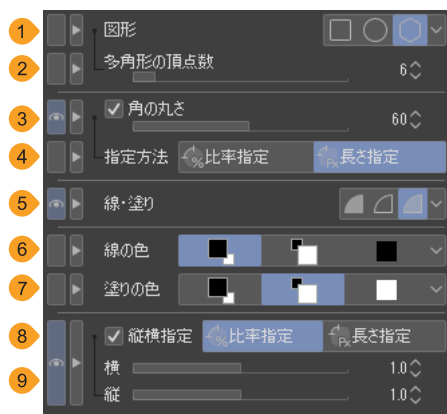 1 図形
2 多角形の頂点数 6
3 角の丸さ 60
4 指定方法 % 比率指定 Px 長さ指定
5 線・塗り
6 線の色
7 塗りの色
8 縦横指定 % 比率指定 Px 長さ指定
9 横 1.0
縦 1.0